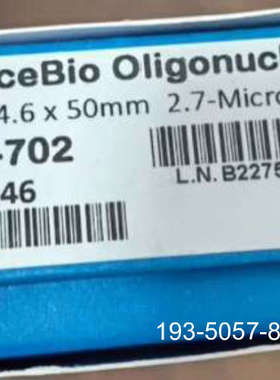 ceBio Oligonuc
4.6 x 50mm 2.7-Micro
-702
46
L.N. B2275
193-5057-8